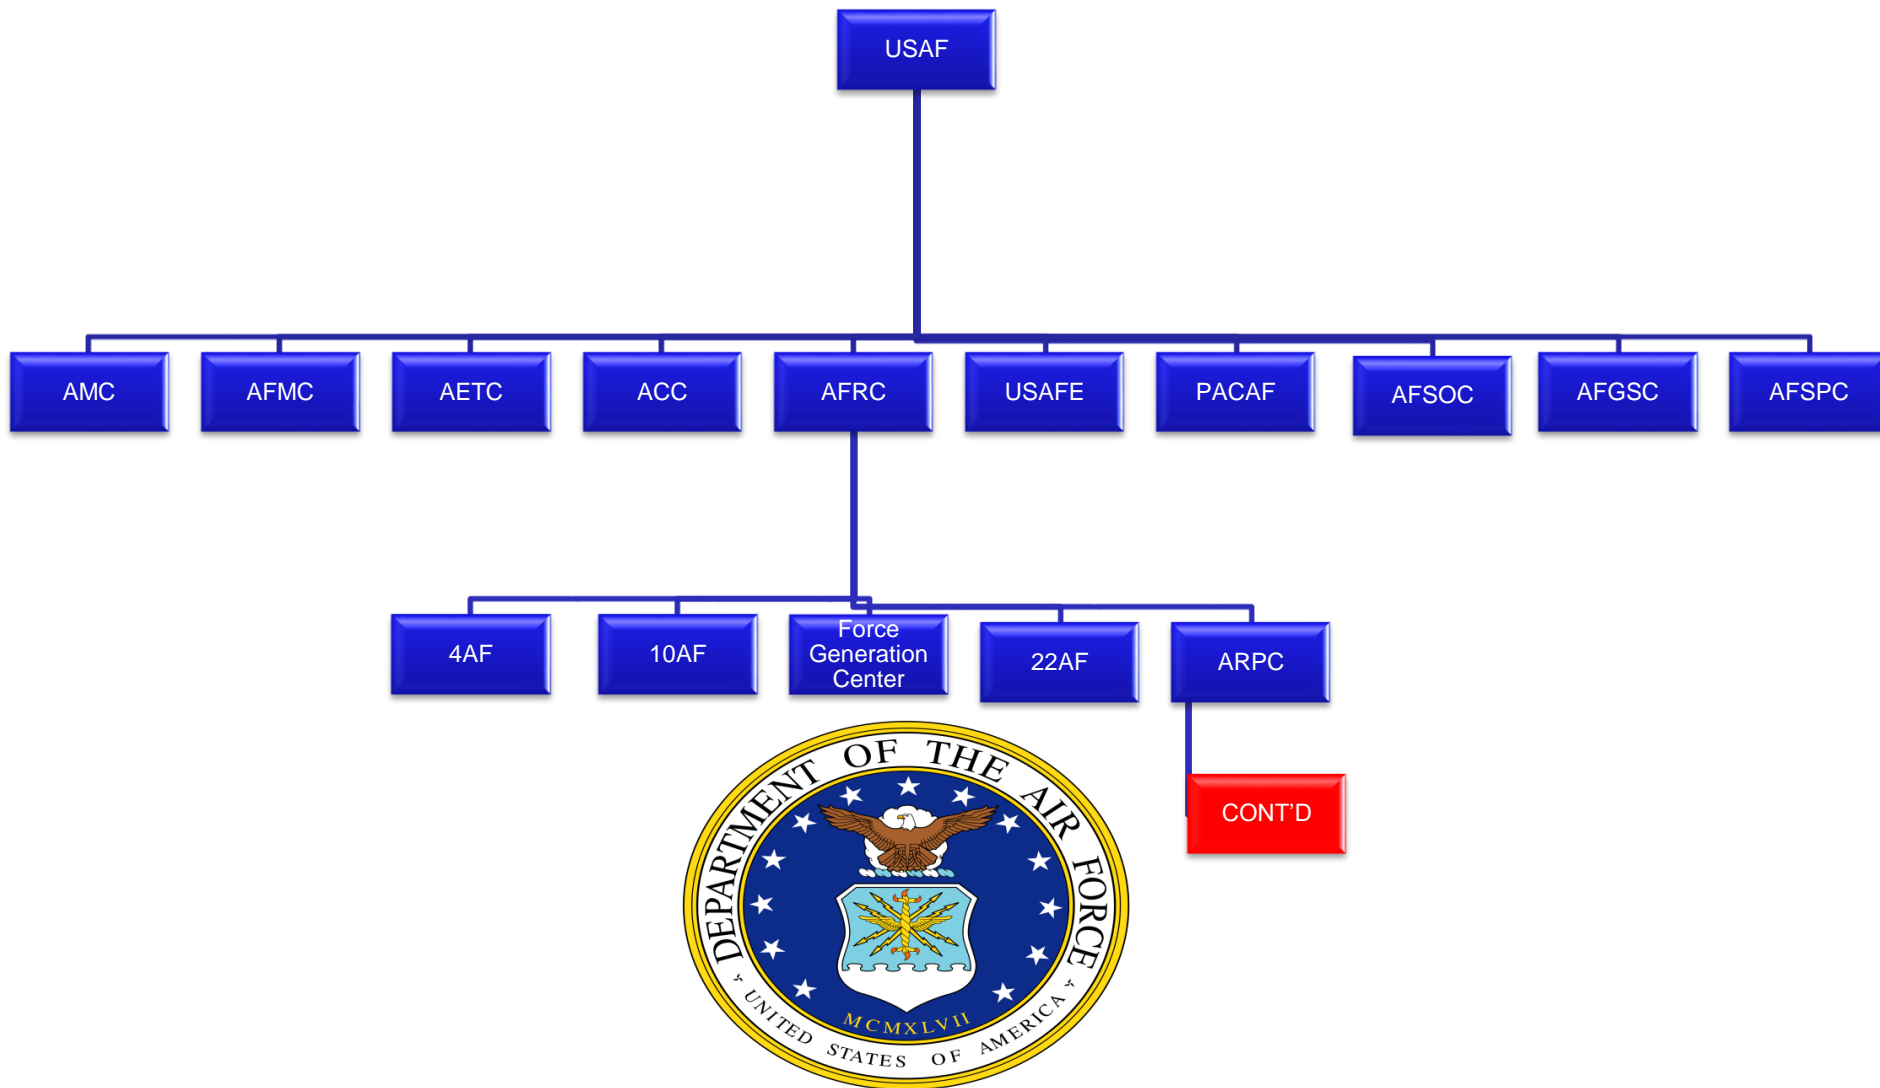 USAF
AMC
AFMC
AETC
ACC
AFRC
USAFE
PACAF
AFSOC
AFGSC
AFSPC
4AF
10AF
Force
Generation
Center
22AF
ARPC
CONT’D
DEPARTMENT OF THE AIR FORCE
MCMXLVII
UNITED STATES OF AMERICA